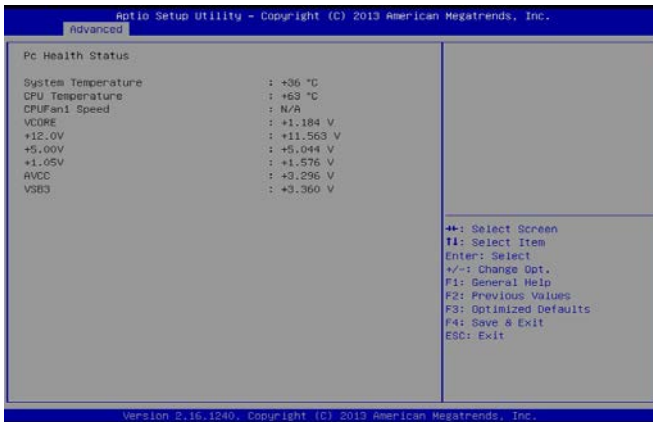 Aptio Setup Utility – Copyright (C) 2013 American Megatrends, Inc.
Advanced
Pc Health Status
System Temperature : +36 °C
CPU Temperature : +63 °C
CPUFan1 Speed : N/A
VCORE : +1.184 V
+12.0V : +11.563 V
+5.00V : +5.044 V
+1.05V : +1.576 V
AVCC : +3.296 V
VSB3 : +3.360 V
→←: Select Screen
↑↓: Select Item
Enter: Select
+/-: Change Opt.
F1: General Help
F2: Previous Values
F3: Optimized Defaults
F4: Save & Exit
ESC: Exit
Version 2.16.1240. Copyright (C) 2013 American Megatrends, Inc.